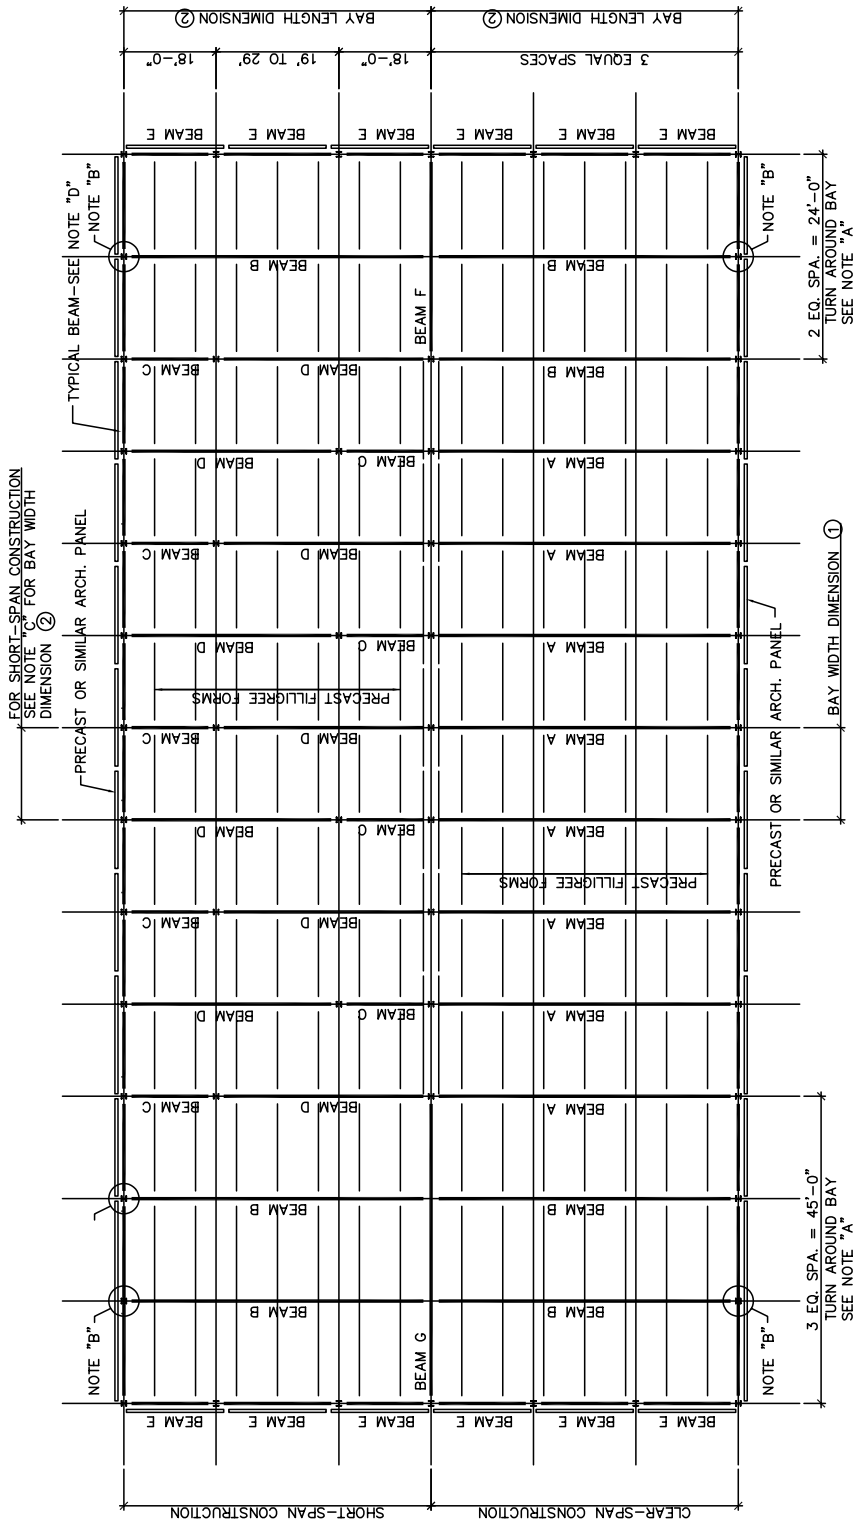 BAY LENGTH DIMENSION ②
BAY LENGTH DIMENSION ②
18'-0"
19' TO 29'
18'-0"
3 EQUAL SPACES
BEAM E
BEAM E
BEAM E
BEAM E
BEAM E
BEAM E
TYPICAL BEAM-SEE NOTE "D"
NOTE "B"
NOTE "B"
BEAM B
BEAM B
BEAM F
2 EQ. SPA. = 24'-0"
TURN AROUND BAY
SEE NOTE "A"
BEAM C
BEAM D
BEAM B
BEAM D
BEAM C
BEAM A
FOR SHORT-SPAN CONSTRUCTION
SEE NOTE "C" FOR BAY WIDTH
DIMENSION ②
PRECAST OR SIMILAR ARCH. PANEL
BEAM C
BEAM D
BEAM A
BEAM D
BEAM C
BEAM A
BAY WIDTH DIMENSION ①
PRECAST FILLIGREE FORMS
BEAM C
BEAM D
BEAM A
PRECAST OR SIMILAR ARCH. PANEL
BEAM D
BEAM C
BEAM A
PRECAST FILLIGREE FORMS
BEAM C
BEAM D
BEAM A
BEAM D
BEAM C
BEAM A
BEAM C
BEAM D
BEAM A
BEAM B
3 EQ. SPA. = 45'-0"
TURN AROUND BAY
SEE NOTE "A"
BEAM B
BEAM B
NOTE "B"
BEAM G
NOTE "B"
BEAM E
BEAM E
BEAM E
BEAM E
BEAM E
BEAM E
SHORT-SPAN CONSTRUCTION
CLEAR-SPAN CONSTRUCTION